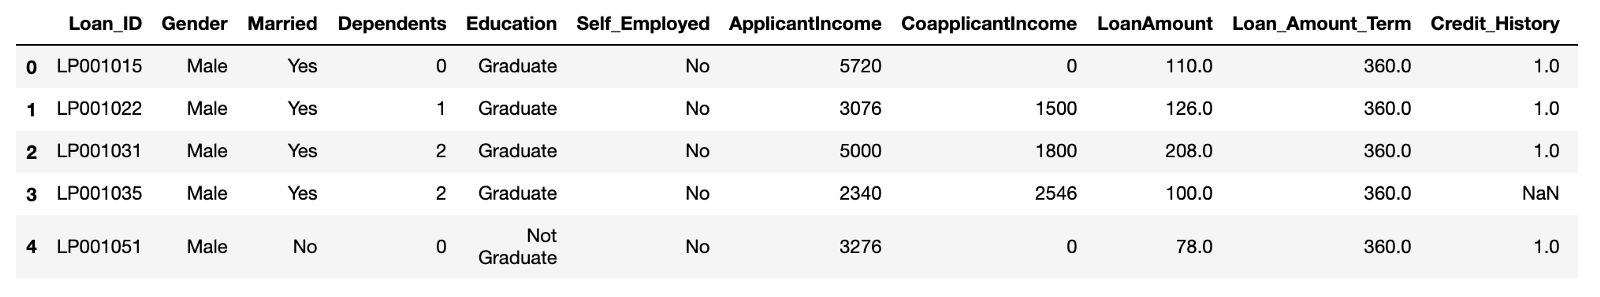 Loan_ID Gender Married Dependents Education Self_Employed ApplicantIncome CoapplicantIncome LoanAmount Loan_Amount_Term Credit_History
0 LP001015 Male Yes 0 Graduate No 5720 0 110.0 360.0 1.0
1 LP001022 Male Yes 1 Graduate No 3076 1500 126.0 360.0 1.0
2 LP001031 Male Yes 2 Graduate No 5000 1800 208.0 360.0 1.0
3 LP001035 Male Yes 2 Graduate No 2340 2546 100.0 360.0 NaN
4 LP001051 Male No 0 Not Graduate No 3276 0 78.0 360.0 1.0